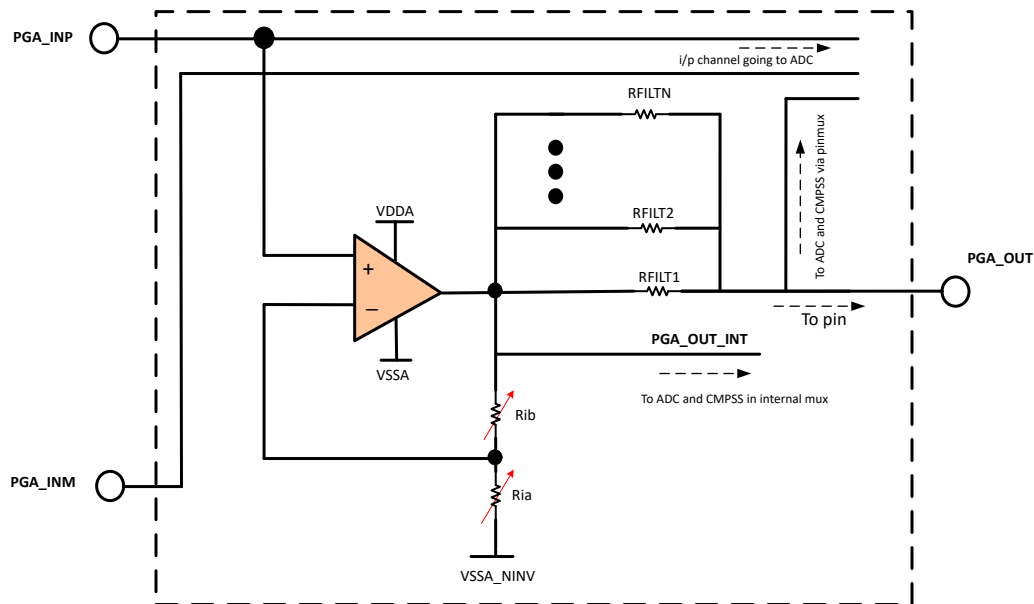 PGA_INP
i/p channel going to ADC
RFILTN
To ADC and CMPSS via pinmux
VDDA
RFILT2
+
RFILT1
PGA_OUT
−
To pin
PGA_OUT_INT
VSSA
To ADC and CMPSS in internal mux
Rib
PGA_INM
Ria
VSSA_NINV